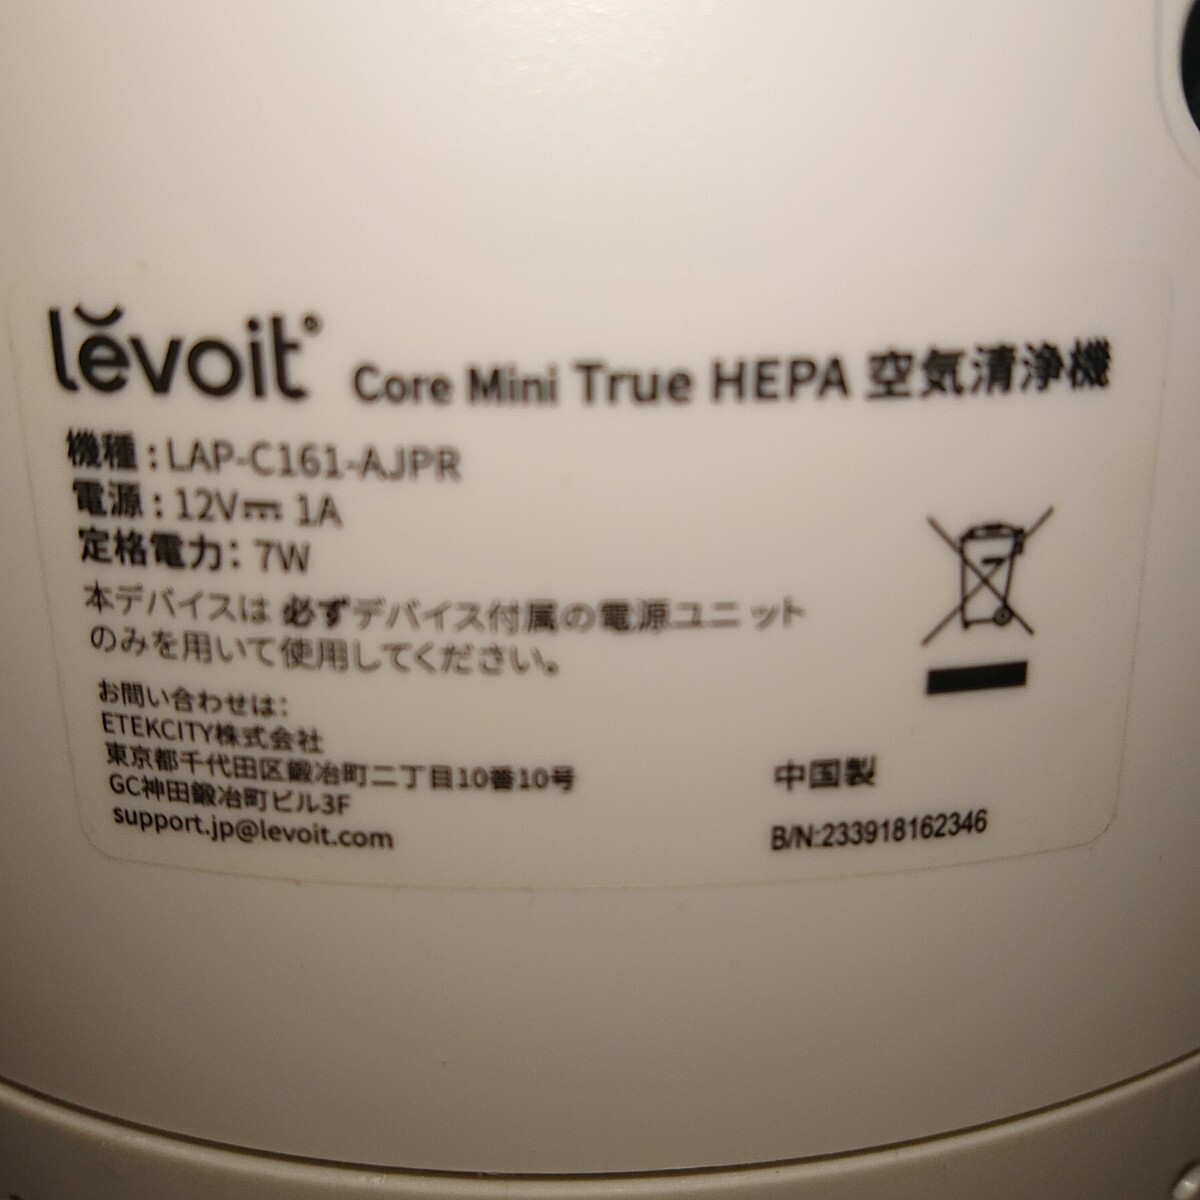 levoit® Core Mini True HEPA 空気清浄機
機種：LAP-C161-AJPR
電源：12V⎓1A
定格電力：7W
本デバイスは 必ずデバイス付属の電源ユニット
のみを用いて使用してください。
お問い合わせは：
ETEKCITY株式会社
東京都千代田区鍛冶町二丁目10番10号
GC神田鍛冶町ビル3F
support.jp@levoit.com
中国製
B/N:233918162346